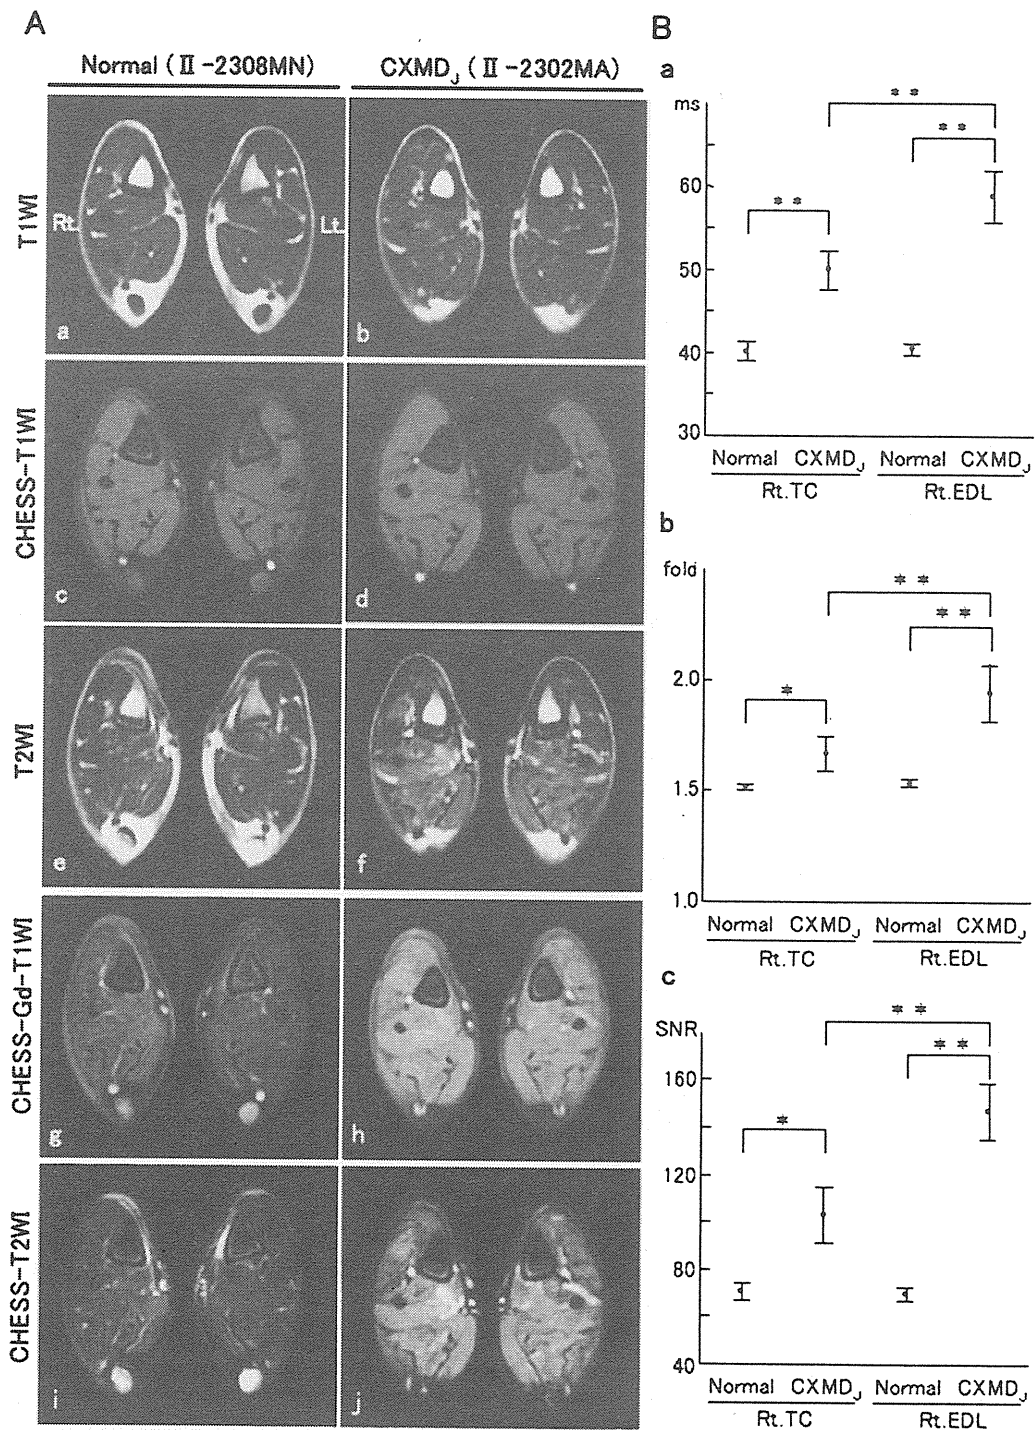 A
Normal (Ⅱ-2308MN)
CXMDJ (Ⅱ-2302MA)
T1WI
Rt.
Lt.
a
b
CHESS-T1WI
c
d
T2WI
e
f
CHESS-Gd-T1WI
g
h
CHESS-T2WI
i
j
B
a
ms
60
50
40
30
* *
* *
* *
Normal CXMDJ Normal CXMDJ
Rt.TC Rt.EDL
b
fold
2.0
1.5
1.0
* *
* *
*
Normal CXMDJ Normal CXMDJ
Rt.TC Rt.EDL
c
SNR
160
120
80
40
* *
* *
*
Normal CXMDJ Normal CXMDJ
Rt.TC Rt.EDL